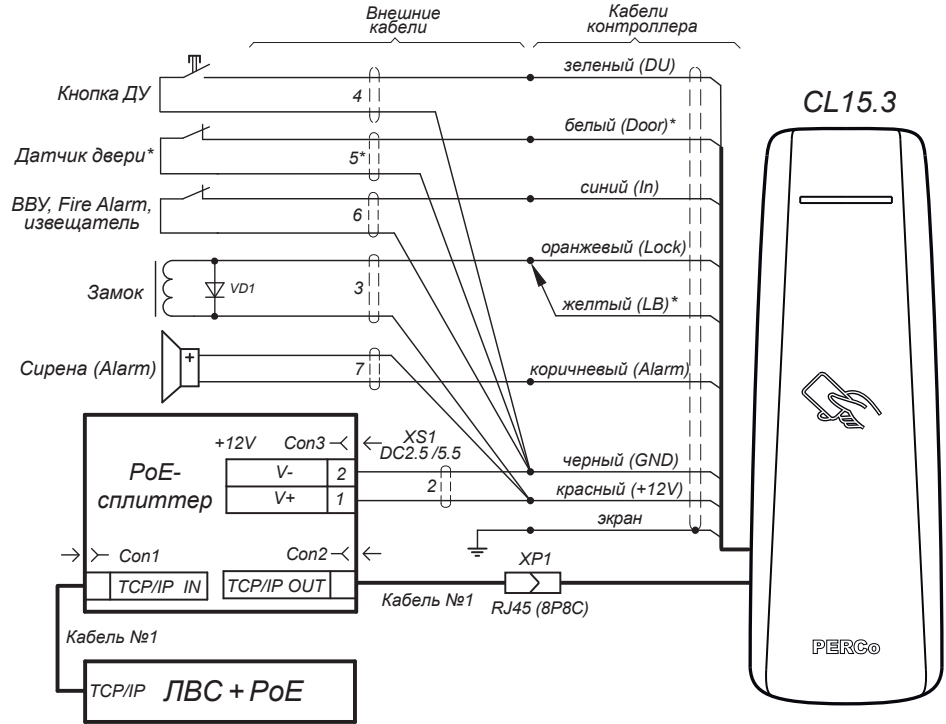 Внешние
кабели
Кабели
контроллера
зеленый (DU)
Кнопка ДУ
4
CL15.3
белый (Door)*
Датчик двери*
5*
синий (In)
ВВУ, Fire Alarm,
извещатель
6
оранжевый (Lock)
Замок
VD1
3
желтый (LB)*
Сирена (Alarm)
+
7
коричневый (Alarm)
+12V
Con3
XS1
DC2.5 /5.5
PoE-
сплиттер
V-
2
черный (GND)
V+
1
2
красный (+12V)
экран
Con1
Con2
XP1
TCP/IP IN
TCP/IP OUT
Кабель №1
RJ45 (8P8C)
Кабель №1
PERCo
TCP/IP
ЛВС + PoE